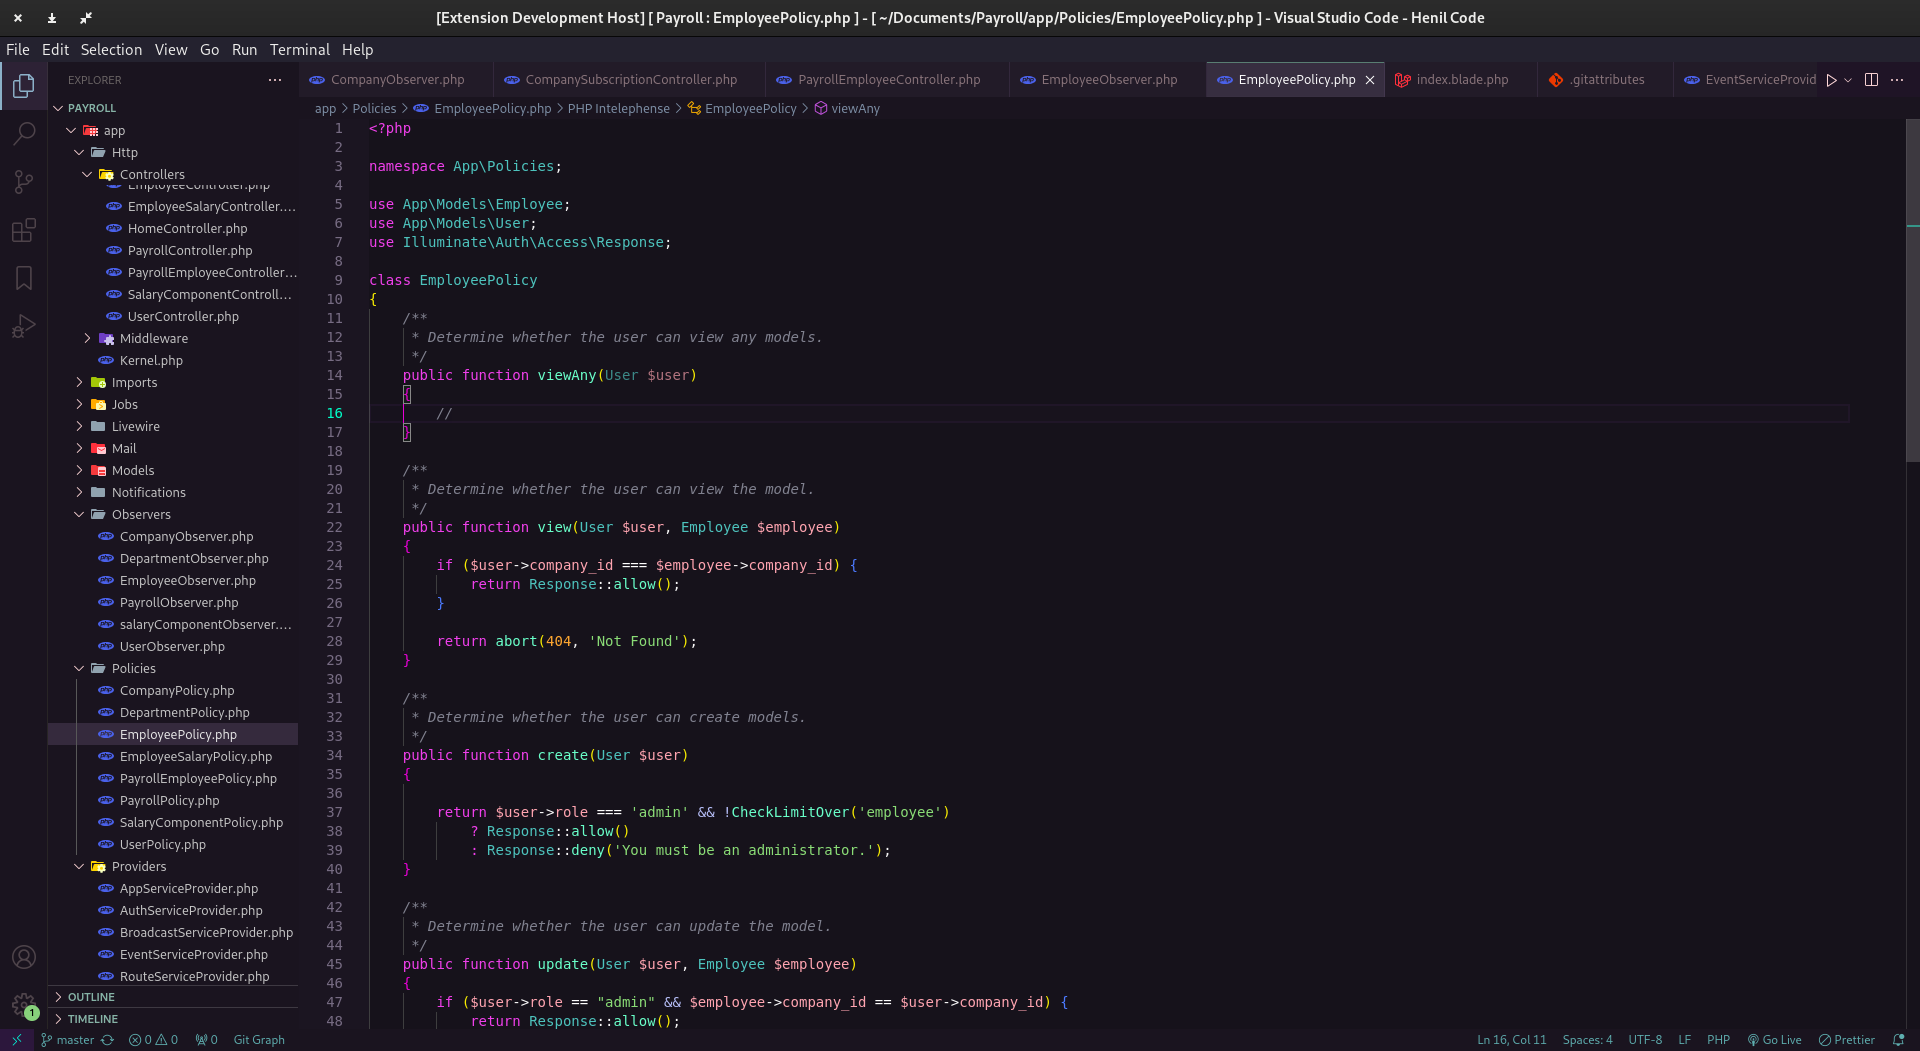 [Extension Development Host] [ Payroll : EmployeePolicy.php ] - [ ~/Documents/Payroll/app/Policies/EmployeePolicy.php ] - Visual Studio Code - Henil Code
File Edit Selection View Go Run Terminal Help
EXPLORER
PAYROLL
app
Http
Controllers
EmployeeController.php
EmployeeSalaryController....
HomeController.php
PayrollController.php
PayrollEmployeeController...
SalaryComponentControll...
UserController.php
Middleware
Kernel.php
Imports
Jobs
Livewire
Mail
Models
Notifications
Observers
CompanyObserver.php
DepartmentObserver.php
EmployeeObserver.php
PayrollObserver.php
salaryComponentObserver....
UserObserver.php
Policies
CompanyPolicy.php
DepartmentPolicy.php
EmployeePolicy.php
EmployeeSalaryPolicy.php
PayrollEmployeePolicy.php
PayrollPolicy.php
SalaryComponentPolicy.php
UserPolicy.php
Providers
AppServiceProvider.php
AuthServiceProvider.php
BroadcastServiceProvider.php
EventServiceProvider.php
RouteServiceProvider.php
OUTLINE
TIMELINE
1
CompanyObserver.php CompanySubscriptionController.php PayrollEmployeeController.php EmployeeObserver.php EmployeePolicy.php index.blade.php .gitattributes EventServiceProvid
app > Policies > EmployeePolicy.php > PHP Intelephense > EmployeePolicy > viewAny
1 <?php
2
3 namespace App\Policies;
4
5 use App\Models\Employee;
6 use App\Models\User;
7 use Illuminate\Auth\Access\Response;
8
9 class EmployeePolicy
10 {
11 /**
12 * Determine whether the user can view any models.
13 */
14 public function viewAny(User $user)
15 {
16 //
17 }
18
19 /**
20 * Determine whether the user can view the model.
21 */
22 public function view(User $user, Employee $employee)
23 {
24 if ($user->company_id === $employee->company_id) {
25 return Response::allow();
26 }
27
28 return abort(404, 'Not Found');
29 }
30
31 /**
32 * Determine whether the user can create models.
33 */
34 public function create(User $user)
35 {
36
37 return $user->role === 'admin' && !CheckLimitOver('employee')
38 ? Response::allow()
39 : Response::deny('You must be an administrator.');
40 }
41
42 /**
43 * Determine whether the user can update the model.
44 */
45 public function update(User $user, Employee $employee)
46 {
47 if ($user->role == "admin" && $employee->company_id == $user->company_id) {
48 return Response::allow();
master 0 0 0 Git Graph Ln 16, Col 11 Spaces: 4 UTF-8 LF PHP Go Live Prettier